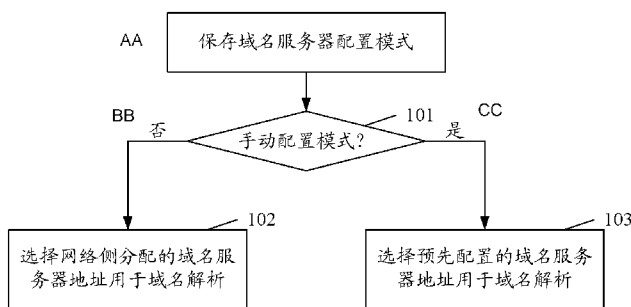 AA
保存域名服务器配置模式
BB
否
101
手动配置模式?
CC
是
102
选择网络侧分配的域名服
务器地址用于域名解析
103
选择预先配置的域名服务
器地址用于域名解析